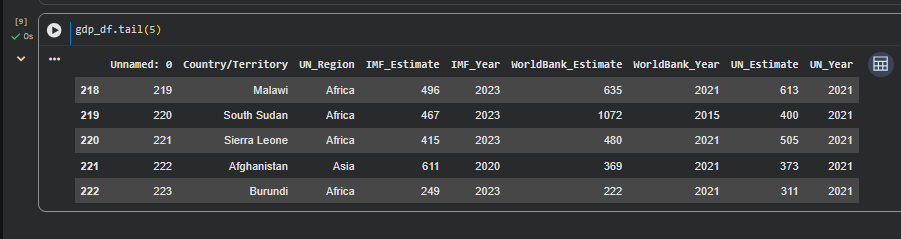 [9]
0s
gdp_df.tail(5)
Unnamed: 0 Country/Territory UN_Region IMF_Estimate IMF_Year WorldBank_Estimate WorldBank_Year UN_Estimate UN_Year
218 219 Malawi Africa 496 2023 635 2021 613 2021
219 220 South Sudan Africa 467 2023 1072 2015 400 2021
220 221 Sierra Leone Africa 415 2023 480 2021 505 2021
221 222 Afghanistan Asia 611 2020 369 2021 373 2021
222 223 Burundi Africa 249 2023 222 2021 311 2021